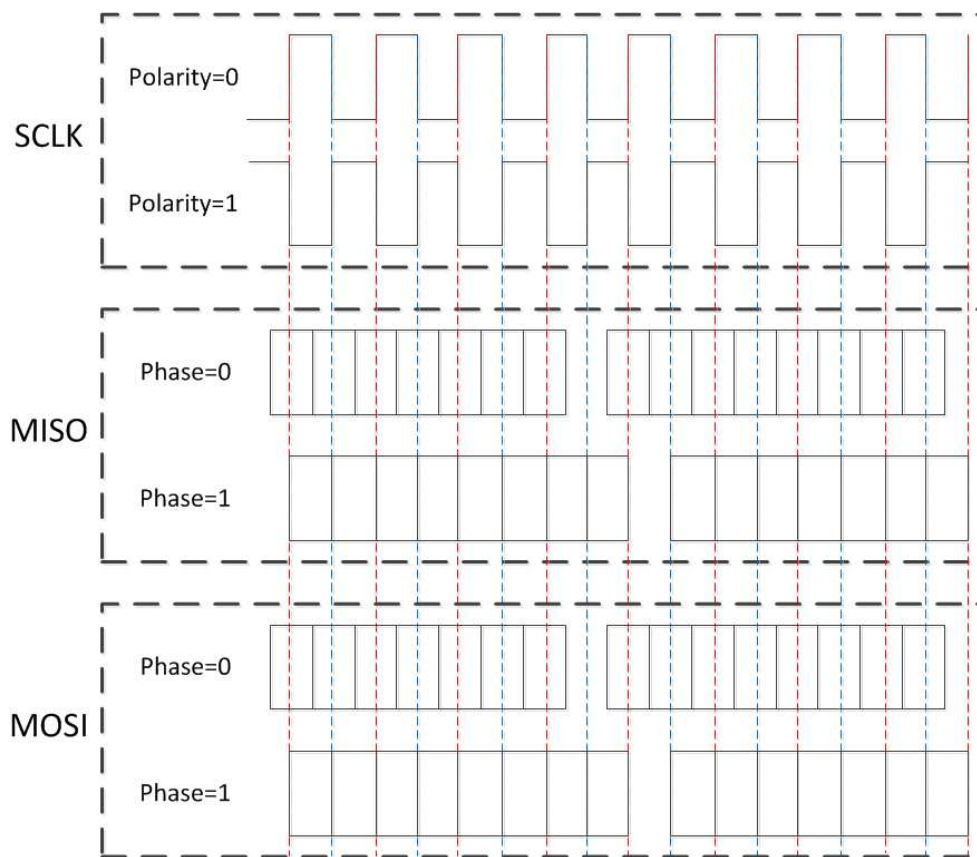 SCLK
Polarity=0
Polarity=1
MISO
Phase=0
Phase=1
MOSI
Phase=0
Phase=1